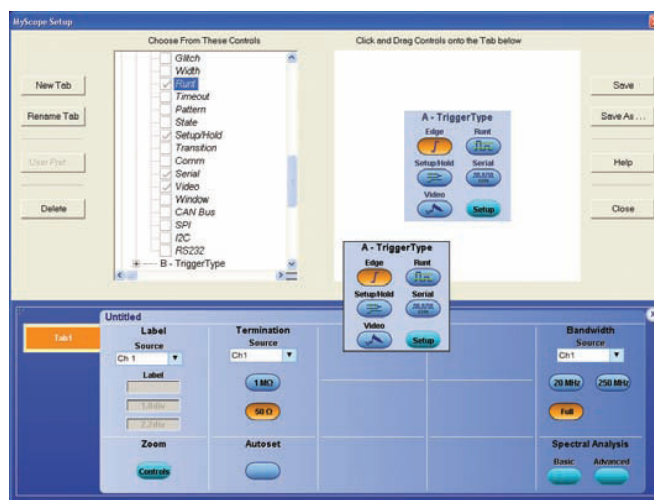 MyScope Setup
Choose From These Controls
Click and Drag Controls onto the Tab below
New Tab
Rename Tab
User Pref...
Delete
Glitch
Width
Runt
Timeout
Pattern
State
Setup/Hold
Transition
Comm
Serial
Video
Window
CAN Bus
SPI
I2C
RS232
B - TriggerType
A - TriggerType
Edge Runt
Setup/Hold Serial
Video
Setup
Save
Save As ...
Help
Close
A - TriggerType
Edge Runt
Setup/Hold Serial
Video
Setup
Tab1
Untitled
Label
Source
Ch 1
Label
1.0div
2.2div
Zoom
Controls
Termination
Source
Ch1
1 MΩ
50 Ω
Autoset
Bandwidth
Source
Ch1
20 MHz 250 MHz
Full
Spectral Analysis
Basic Advanced